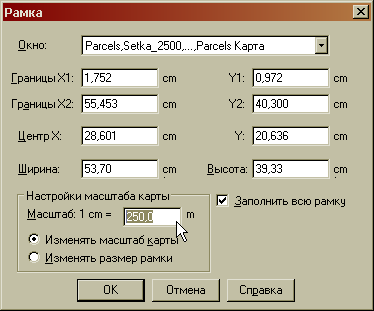 Рамка
Окно: Parcels,Setka_2500,...,Parcels Карта
Границы X1: 1,752 cm Y1: 0,972 cm
Границы X2: 55,453 cm Y2: 40,300 cm
Центр X: 28,601 cm Y: 20,636 cm
Ширина: 53,70 cm Высота: 39,33 cm
Настройки масштаба карты
Масштаб: 1 cm = 250,0 m
Заполнить всю рамку
Изменять масштаб карты
Изменять размер рамки
OK Отмена Справка